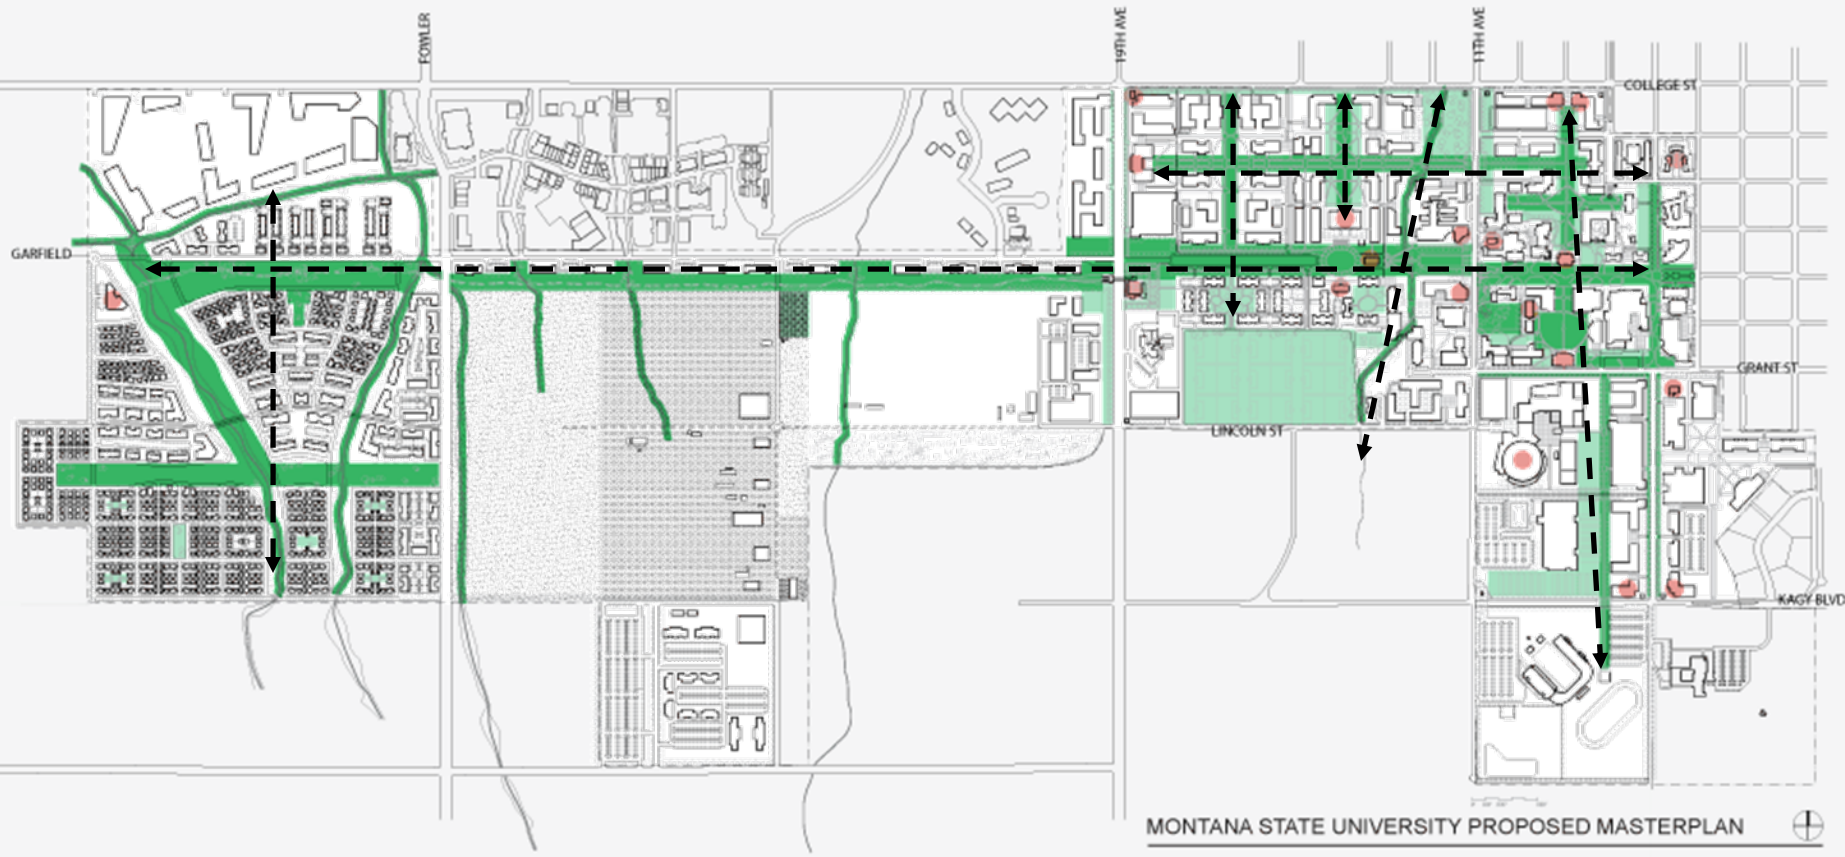 FOWLER
19TH AVE
11TH AVE
COLLEGE ST
GARFIELD
GRANT ST
LINCOLN ST
KAGY BLVD
MONTANA STATE UNIVERSITY PROPOSED MASTERPLAN